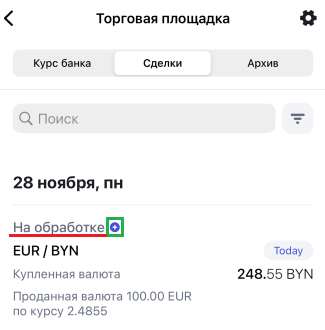 Торговая площадка
Курс банка Сделки Архив
Поиск
28 ноября, пн
На обработке
EUR / BYN Today
Купленная валюта 248.55 BYN
Проданная валюта 100.00 EUR
по курсу 2.4855